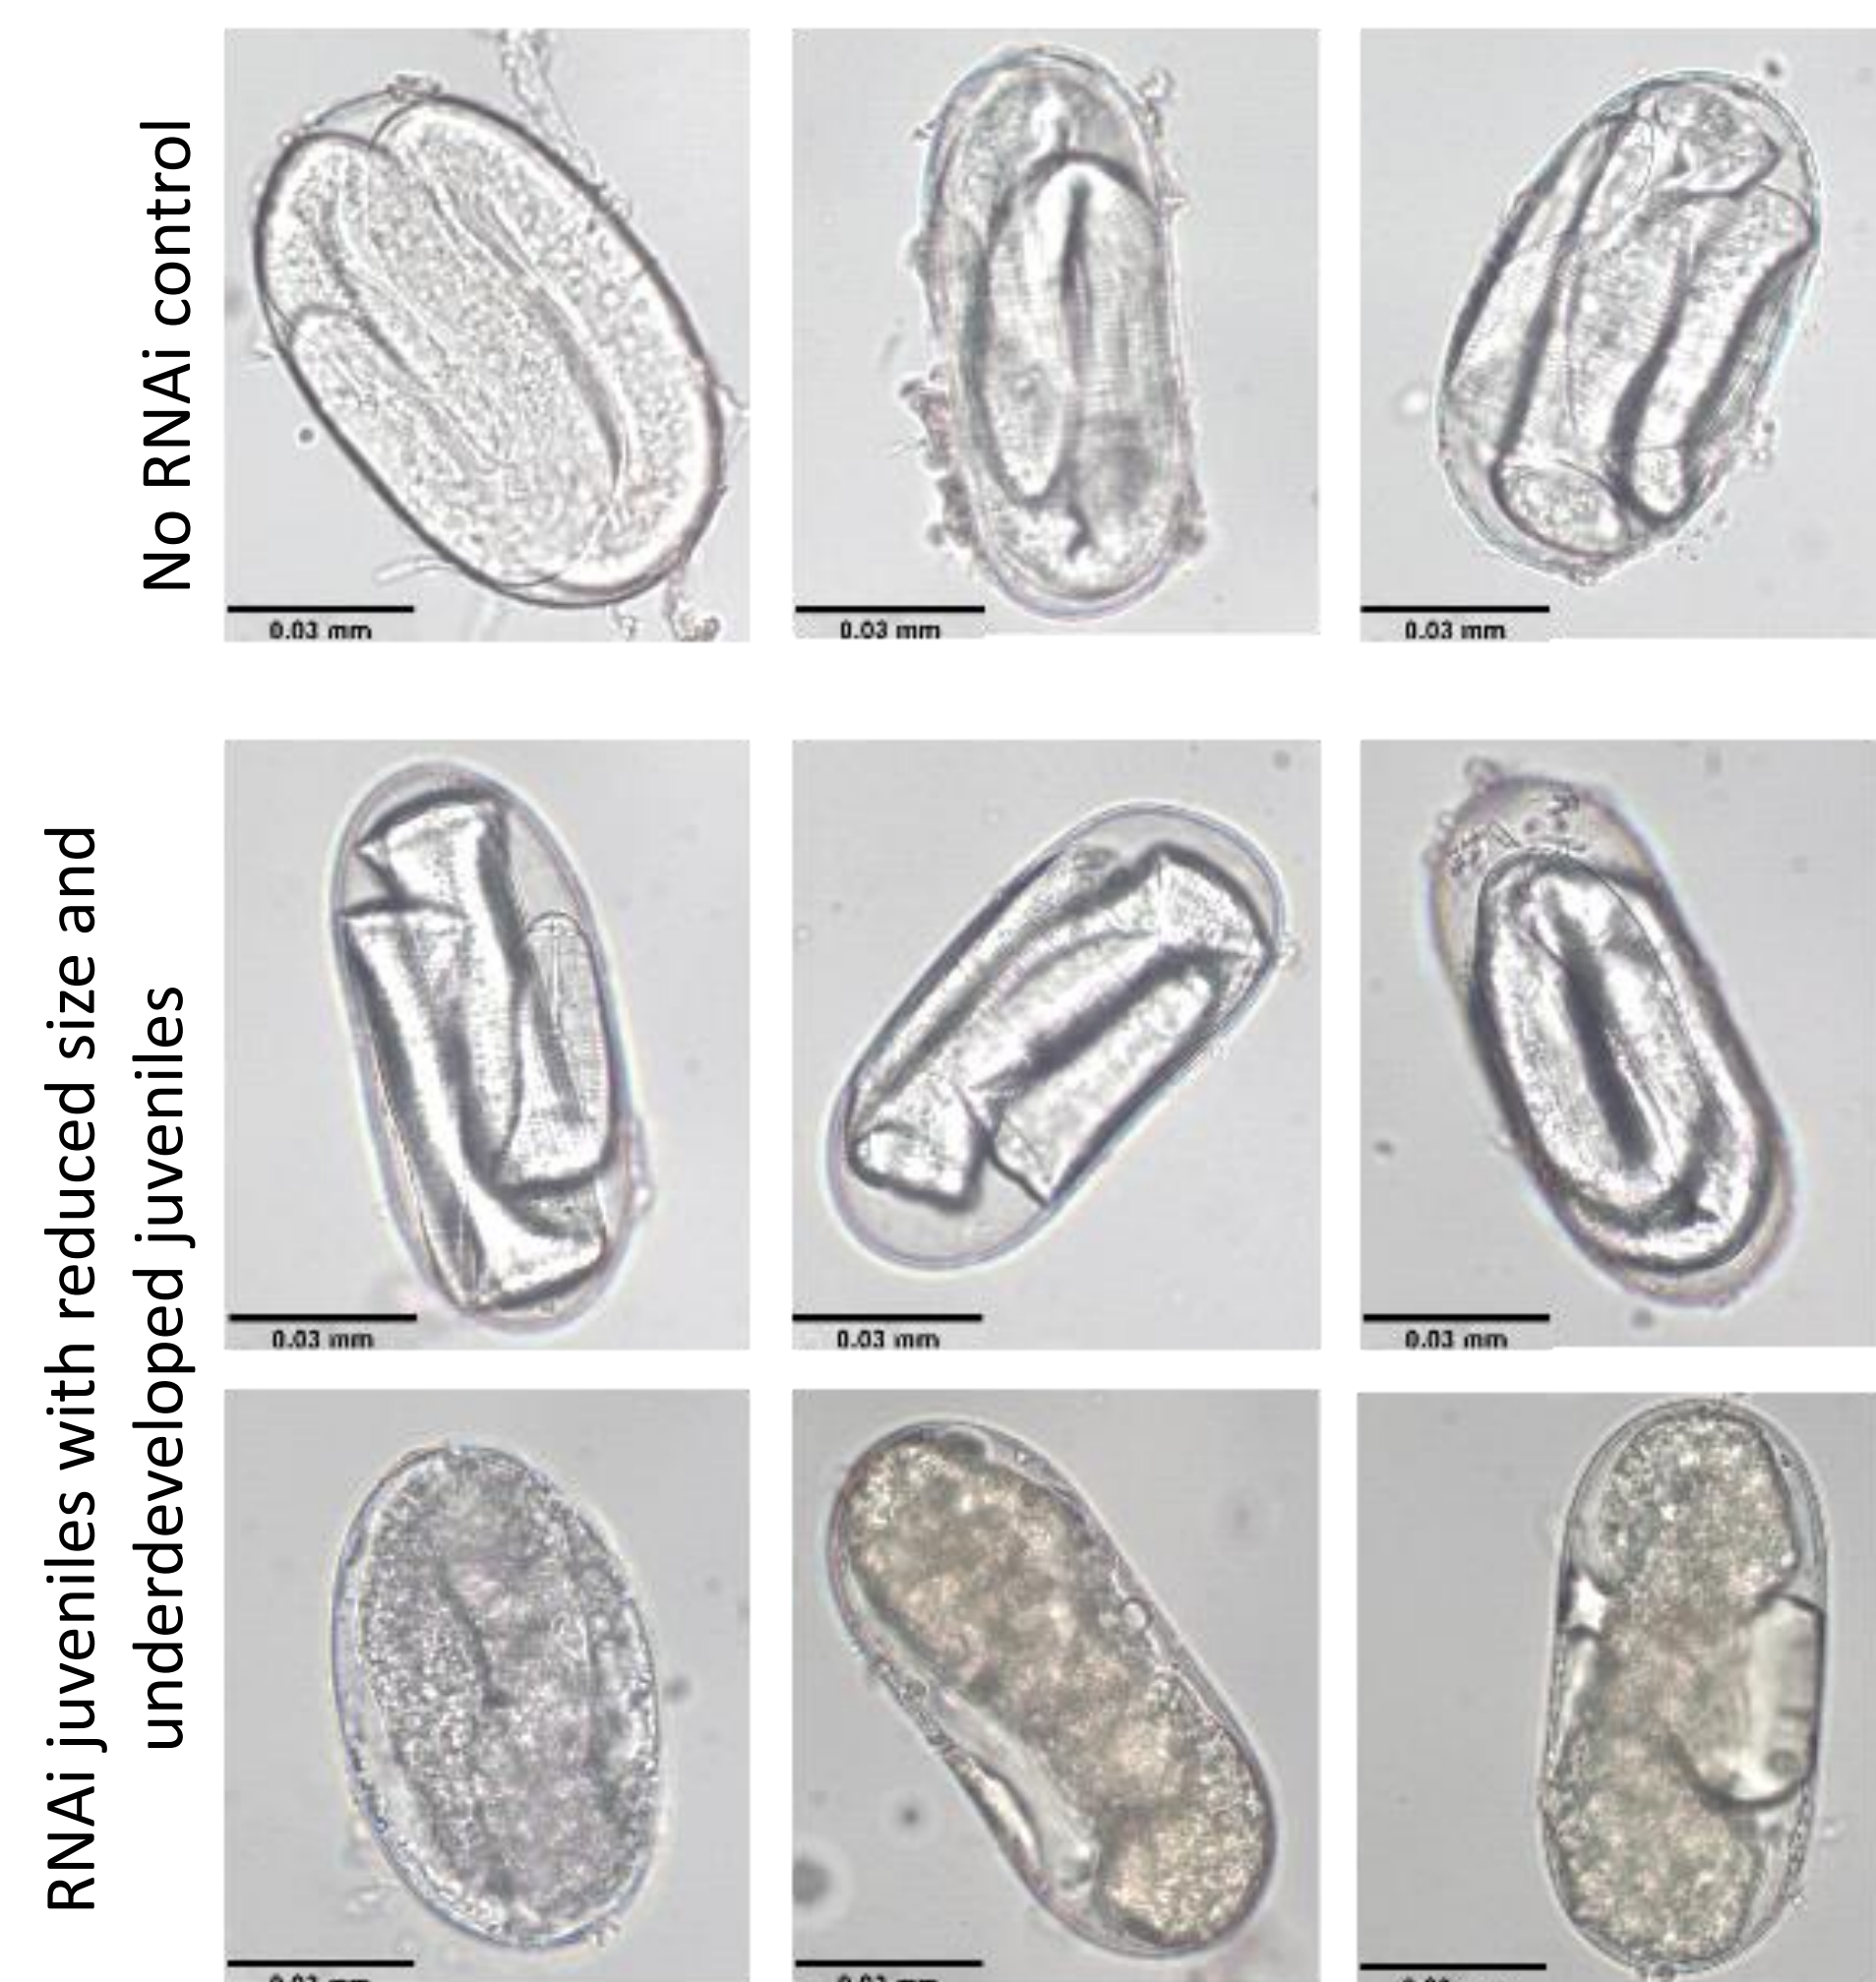 No RNAi control
0.03 mm
0.03 mm
0.03 mm
RNAi juveniles with reduced size and
underdeveloped juveniles
0.03 mm
0.03 mm
0.03 mm